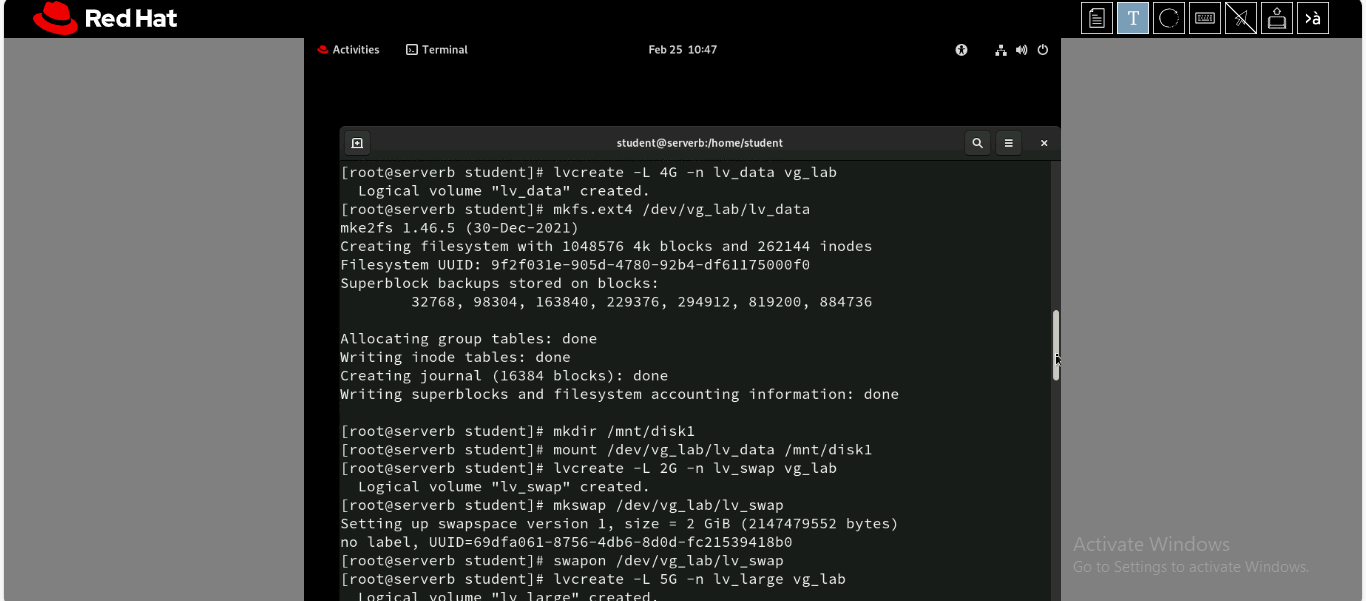 Red Hat
T
>à
Activities Terminal Feb 25 10:47
student@serverb:/home/student
[root@serverb student]# lvcreate -L 4G -n lv_data vg_lab
  Logical volume "lv_data" created.
[root@serverb student]# mkfs.ext4 /dev/vg_lab/lv_data
mke2fs 1.46.5 (30-Dec-2021)
Creating filesystem with 1048576 4k blocks and 262144 inodes
Filesystem UUID: 9f2f031e-905d-4780-92b4-df61175000f0
Superblock backups stored on blocks:
        32768, 98304, 163840, 229376, 294912, 819200, 884736
Allocating group tables: done
Writing inode tables: done
Creating journal (16384 blocks): done
Writing superblocks and filesystem accounting information: done
[root@serverb student]# mkdir /mnt/disk1
[root@serverb student]# mount /dev/vg_lab/lv_data /mnt/disk1
[root@serverb student]# lvcreate -L 2G -n lv_swap vg_lab
  Logical volume "lv_swap" created.
[root@serverb student]# mkswap /dev/vg_lab/lv_swap
Setting up swapspace version 1, size = 2 GiB (2147479552 bytes)
no label, UUID=69dfa061-8756-4db6-8d0d-fc21539418b0
[root@serverb student]# swapon /dev/vg_lab/lv_swap
[root@serverb student]# lvcreate -L 5G -n lv_large vg_lab
  Logical volume "lv_large" created.
Activate Windows
Go to Settings to activate Windows.